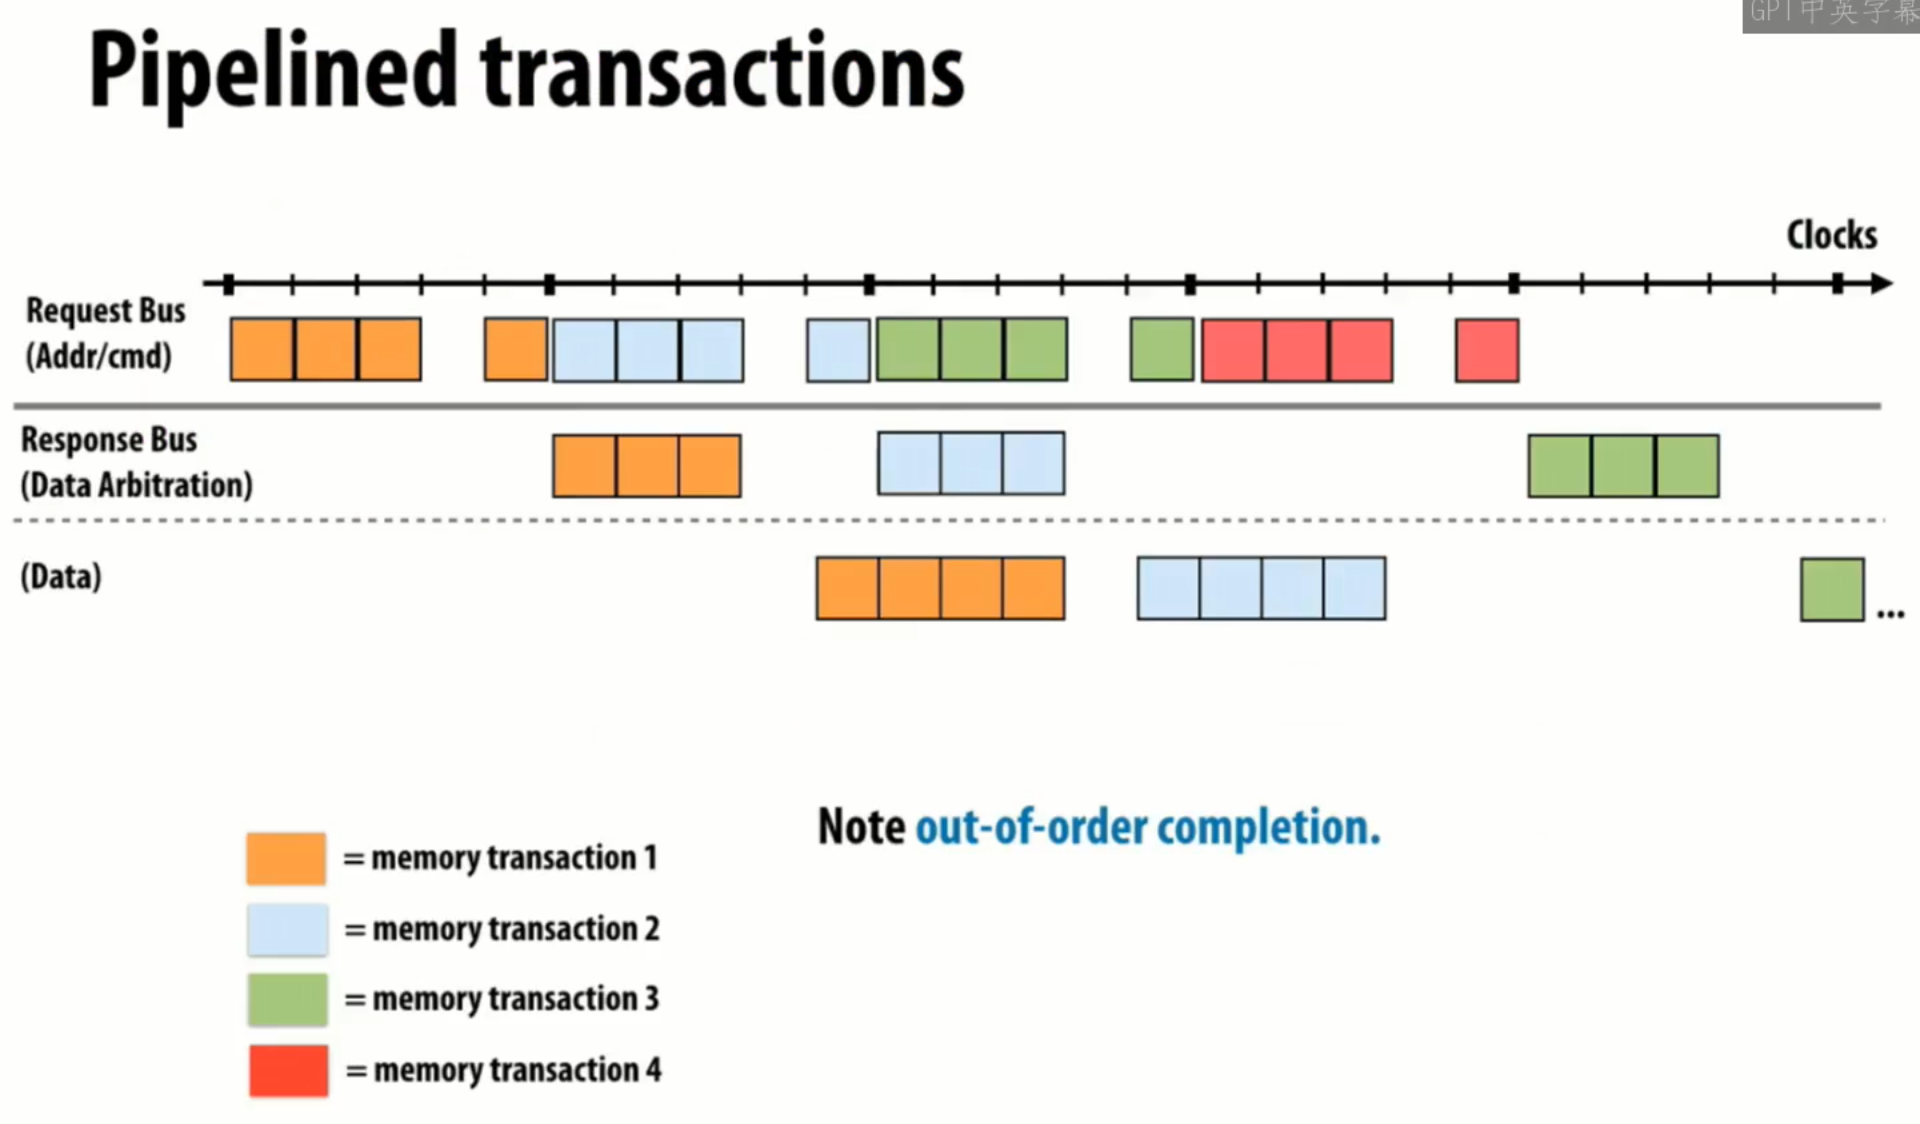 GPT中英字幕
Pipelined transactions
Clocks
Request Bus
(Addr/cmd)
Response Bus
(Data Arbitration)
(Data)
...
Note out-of-order completion.
= memory transaction 1
= memory transaction 2
= memory transaction 3
= memory transaction 4